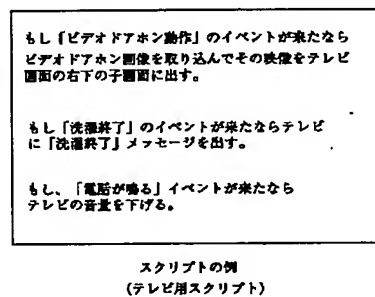 もし「ビデオドアホン動作」のイベントが来たなら
ビデオドアホン画像を取り込んでその映像をテレビ
画面の右下の子画面に出す。
もし「洗濯終了」のイベントが来たならテレビ
に「洗濯終了」メッセージを出す。
もし、「電話が鳴る」イベントが来たなら
テレビの音量を下げる。
スクリプトの例
(テレビ用スクリプト)